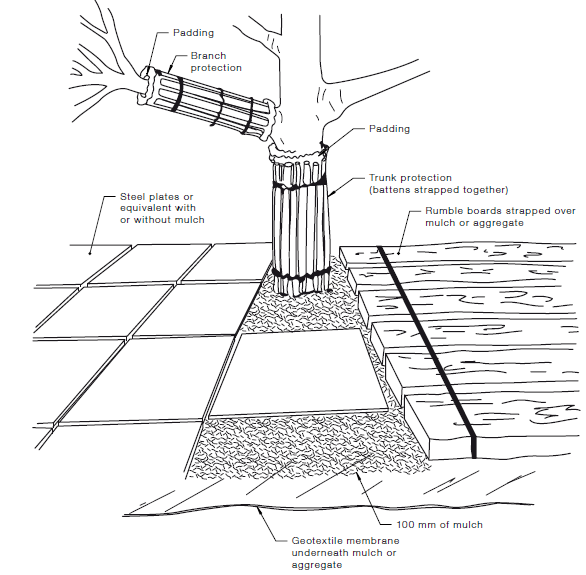 Padding
Branch
protection
Padding
Trunk protection
(battens strapped together)
Steel plates or
equivalent with
or without mulch
Rumble boards strapped over
mulch or aggregate
100 mm of mulch
Geotextile membrane
underneath mulch or
aggregate